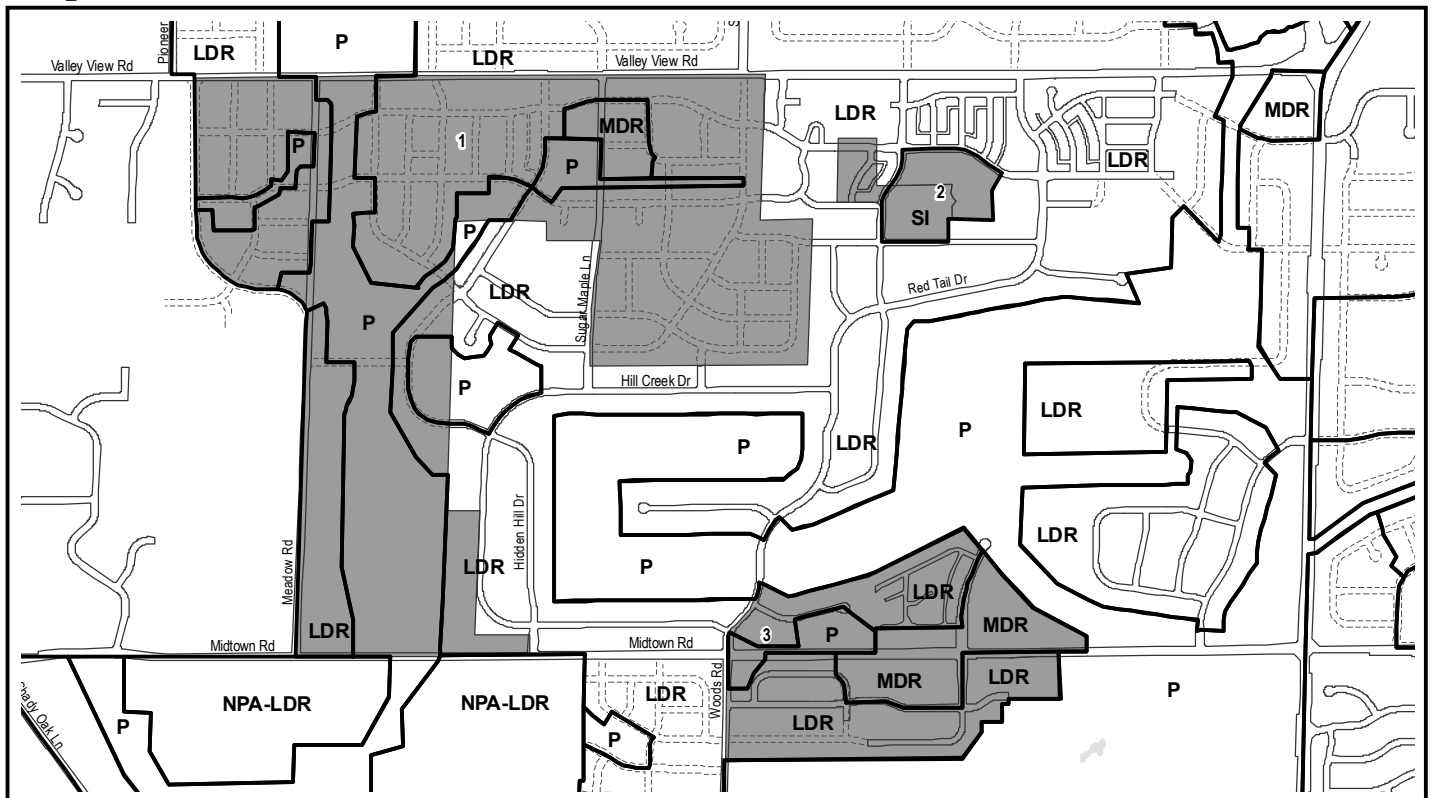 Pioneer
S
LDR
P
LDR
Valley View Rd
Valley View Rd
MDR
LDR
MDR
1
P
P
LDR
2
SI
P
LDR
Sugar Maple Ln
Red Tail Dr
P
P
Hill Creek Dr
LDR
P
LDR
P
LDR
LDR
Hidden Hill Dr
P
Meadow Rd
LDR
LDR
MDR
3
P
LDR
Midtown Rd
Midtown Rd
NPA-LDR
NPA-LDR
P
LDR
Woods Rd
MDR
LDR
P
LDR
P
Shady Oak Ln